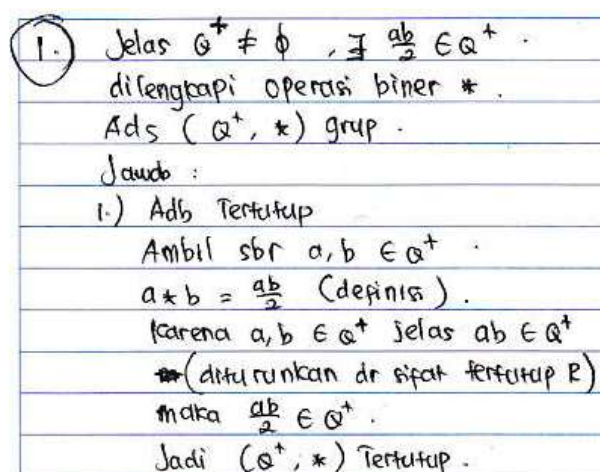 1. Jelas Q⁺ ≠ ϕ , ∃ ab/2 ∈ Q⁺ .
dilengkapi operasi biner * .
Ads ( Q⁺, * ) grup .
Jawab :
1.) Adb Tertutup
Ambil sbr a, b ∈ Q⁺ .
a * b = ab/2 (definisi) .
Karena a, b ∈ Q⁺ jelas ab ∈ Q⁺
(diturunkan dr sifat tertutup R)
maka ab/2 ∈ Q⁺ .
Jadi (Q⁺, *) Tertutup .